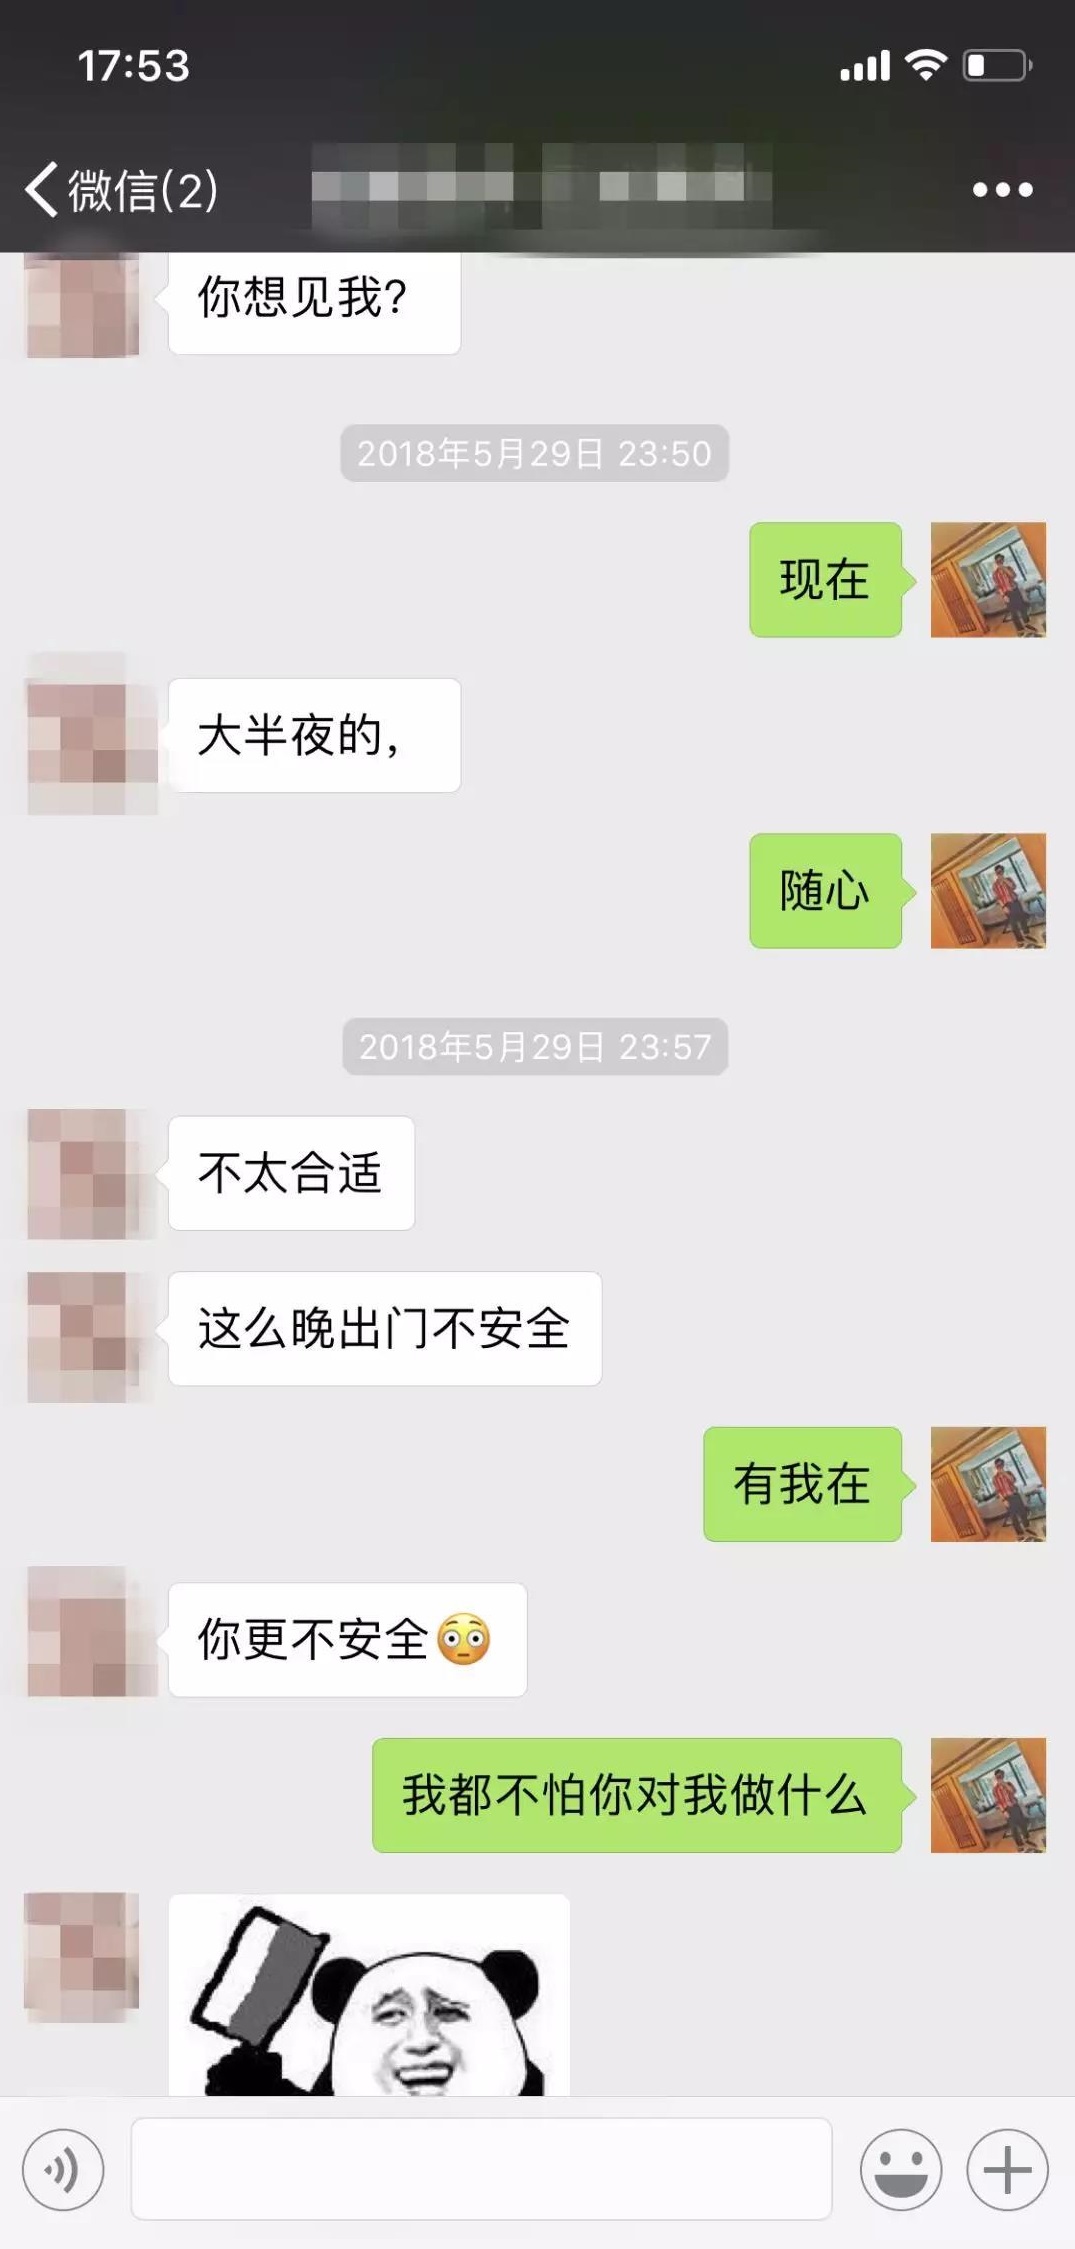 17:53
微信(2)
你想见我?
2018年5月29日 23:50
现在
大半夜的,
随心
2018年5月29日 23:57
不太合适
这么晚出门不安全
有我在
你更不安全😳
我都不怕你对我做什么